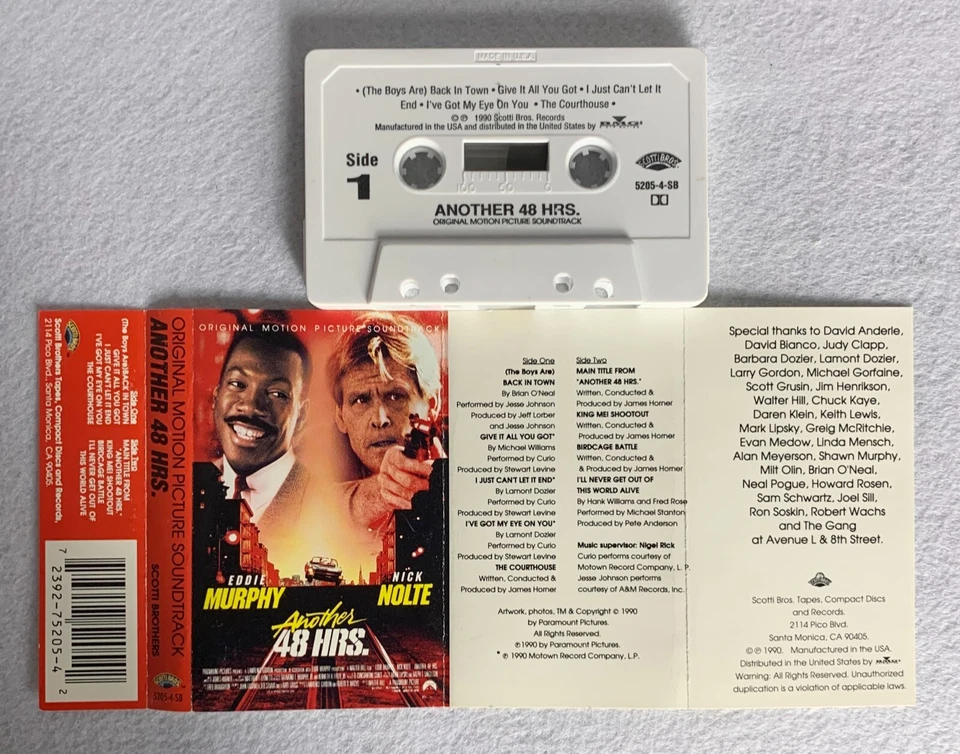 MADE IN U.S.A.
• (The Boys Are) Back In Town • Give It All You Got • I Just Can't Let It
End • I've Got My Eye On You • The Courthouse •
© ℗ 1990 Scotti Bros. Records
Manufactured in the USA and distributed in the United States by BMG
Side
1
100 50 0
SCOTTI BROS.
5205-4-SB
ANOTHER 48 HRS.
ORIGINAL MOTION PICTURE SOUNDTRACK
Side One
(The Boys Are)BACK IN TOWN
GIVE IT ALL YOU GOT
I JUST CAN'T LET IT END
I'VE GOT MY EYE ON YOU
THE COURTHOUSE
Side Two
MAIN TITLE FROM
"ANOTHER 48 HRS."
KING MEI SHOOTOUT
BIRDCAGE BATTLE
I'LL NEVER GET OUT OF
THIS WORLD ALIVE
Scotti Brothers Tapes, Compact Discs and Records,
2114 Pico Blvd., Santa Monica, CA 90405.
7 2392-75205-4 2
ORIGINAL MOTION PICTURE SOUNDTRACK
ANOTHER 48 HRS.
SCOTTI BROTHERS
SCOTTI BROS
5205-4-SB
ORIGINAL MOTION PICTURE SOUNDTRACK
EDDIE
MURPHY
NICK
NOLTE
Another
48 HRS.
Side One
(The Boys Are)
BACK IN TOWN
By Brian O'Neal
Performed by Jesse Johnson
Produced by Jeff Lorber
and Jesse Johnson
GIVE IT ALL YOU GOT*
By Michael Williams
Performed by Curio
Produced by Stewart Levine
I JUST CAN'T LET IT END*
By Lamont Dozier
Performed by Curio
Produced by Stewart Levine
I'VE GOT MY EYE ON YOU*
By Lamont Dozier
Performed by Curio
Produced by Stewart Levine
THE COURTHOUSE
Written, Conducted &
Produced by James Horner
Side Two
MAIN TITLE FROM
"ANOTHER 48 HRS."
Written, Conducted &
Produced by James Horner
KING MEI SHOOTOUT
Written, Conducted &
Produced by James Horner
BIRDCAGE BATTLE
Written, Conducted &
& Produced by James Horner
I'LL NEVER GET OUT OF
THIS WORLD ALIVE
By Hank Williams and Fred Rose
Performed by Michael Stanton
Produced by Pete Anderson
Music supervisor: Nigel Rick
Curio performs courtesy of
Motown Record Company, L.P.
Jesse Johnson performs
courtesy of A&M Records, Inc.
Artwork, photos, TM & Copyright © 1990
by Paramount Pictures.
All Rights Reserved.
℗ 1990 by Paramount Pictures.
* ℗ 1990 Motown Record Company, L.P.
Special thanks to David Anderle,
David Bianco, Judy Clapp,
Barbara Dozier, Lamont Dozier,
Larry Gordon, Michael Gorfaine,
Scott Grusin, Jim Henrikson,
Walter Hill, Chuck Kaye,
Daren Klein, Keith Lewis,
Mark Lipsky, Greig McRitchie,
Evan Medow, Linda Mensch,
Alan Meyerson, Shawn Murphy,
Milt Olin, Brian O'Neal,
Neal Pogue, Howard Rosen,
Sam Schwartz, Joel Sill,
Ron Soskin, Robert Wachs
and The Gang
at Avenue L & 8th Street.
Scotti Bros. Tapes, Compact Discs
and Records.
2114 Pico Blvd.
Santa Monica, CA 90405.
© ℗ 1990. Manufactured in the USA.
Distributed in the United States by BMG
Warning: All Rights Reserved. Unauthorized
duplication is a violation of applicable laws.